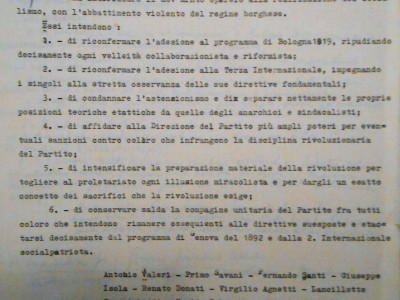 lismo, con l'abbattimento violento del regime borghese.
Essi intendono :
1. - di riconfermare l'adesione al programma di Bologna1819, ripudiando
decisamente ogni velleità collaborazionista e riformista;
2. - di riconfermare l'adesione alla Terza Internazionale, impegnando
i singoli alla stretta osservanza delle sue direttive fondamentali;
3. - di condannare l'astensionismo e dix separare nettamente le proprie
posizioni teoriche etattiche da quelle degli anarchici e sindacalisti;
4. - di affidare alla Direzione del Partito più ampli poteri per even-
tuali sanzioni contro coloro che infrangono la disciplina rivoluzionaria
del Partito;
5. - di intensificare la preparazione materiale della rivoluzione per
togliere al proletariato ogni illusione miracolista e per dargli un esatto
concetto dei sacrifici che la rivoluzione esige;
6. - di conservare salda la compagine unitaria del Partito fra tutti
coloro che intendono rimanere ossequienti alle direttive suesposte e stac-
tarsi decisamente dal programma di Genova del 1892 e dalla 2. Internazionale
socialpatrista.
Antonio Valeri - Primo Savani - Fernando Santi - Giuseppe
Isola - Renato Donati - Virgilio Agnetti - Lancillotto